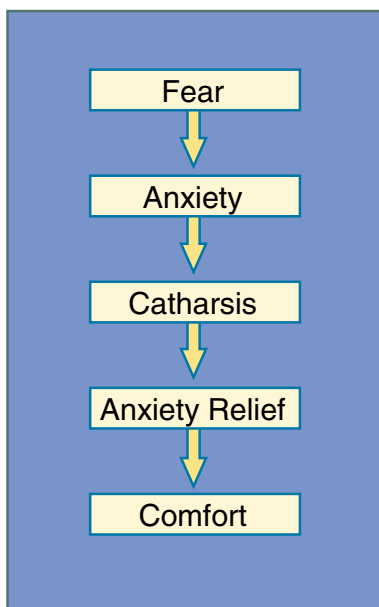 Fear
Anxiety
Catharsis
Anxiety Relief
Comfort